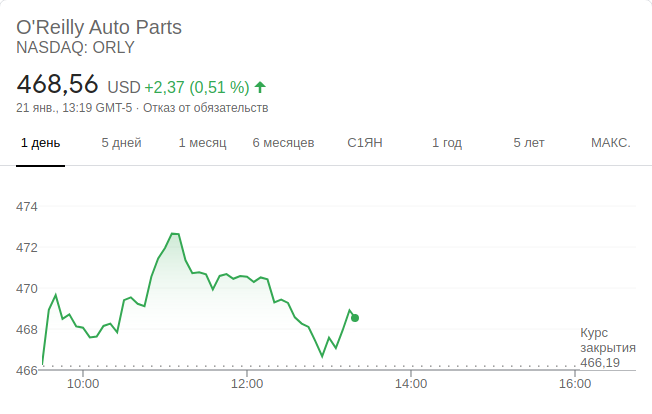 O'Reilly Auto Parts
NASDAQ: ORLY
468,56 USD +2,37 (0,51 %)
21 янв., 13:19 GMT-5 · Отказ от обязательств
1 день 5 дней 1 месяц 6 месяцев С1ЯН 1 год 5 лет МАКС.
474
472
470
468
466
Курс
закрытия
466,19
10:00 12:00 14:00 16:00